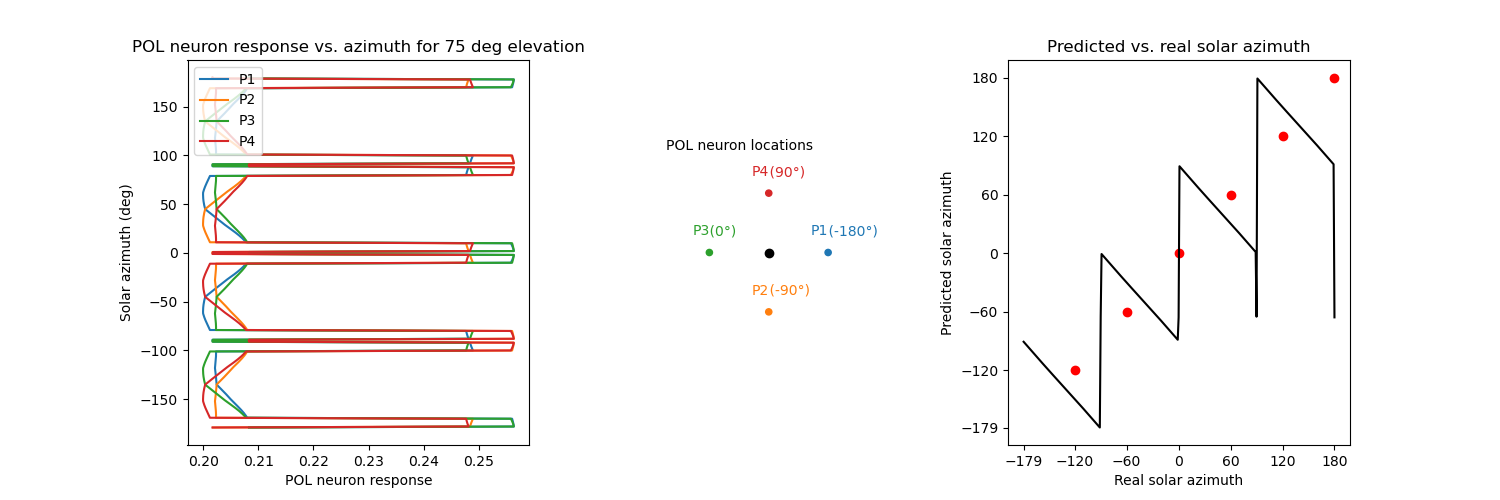 POL neuron response vs. azimuth for 75 deg elevation
P1
P2
P3
P4
150
100
50
0
−50
−100
−150
Solar azimuth (deg)
0.20 0.21 0.22 0.23 0.24 0.25
POL neuron response
POL neuron locations
P4(90°)
P3(0°)
P1(-180°)
P2(-90°)
Predicted vs. real solar azimuth
180
120
60
0
−60
−120
−179
Predicted solar azimuth
−179 −120 −60 0 60 120 180
Real solar azimuth